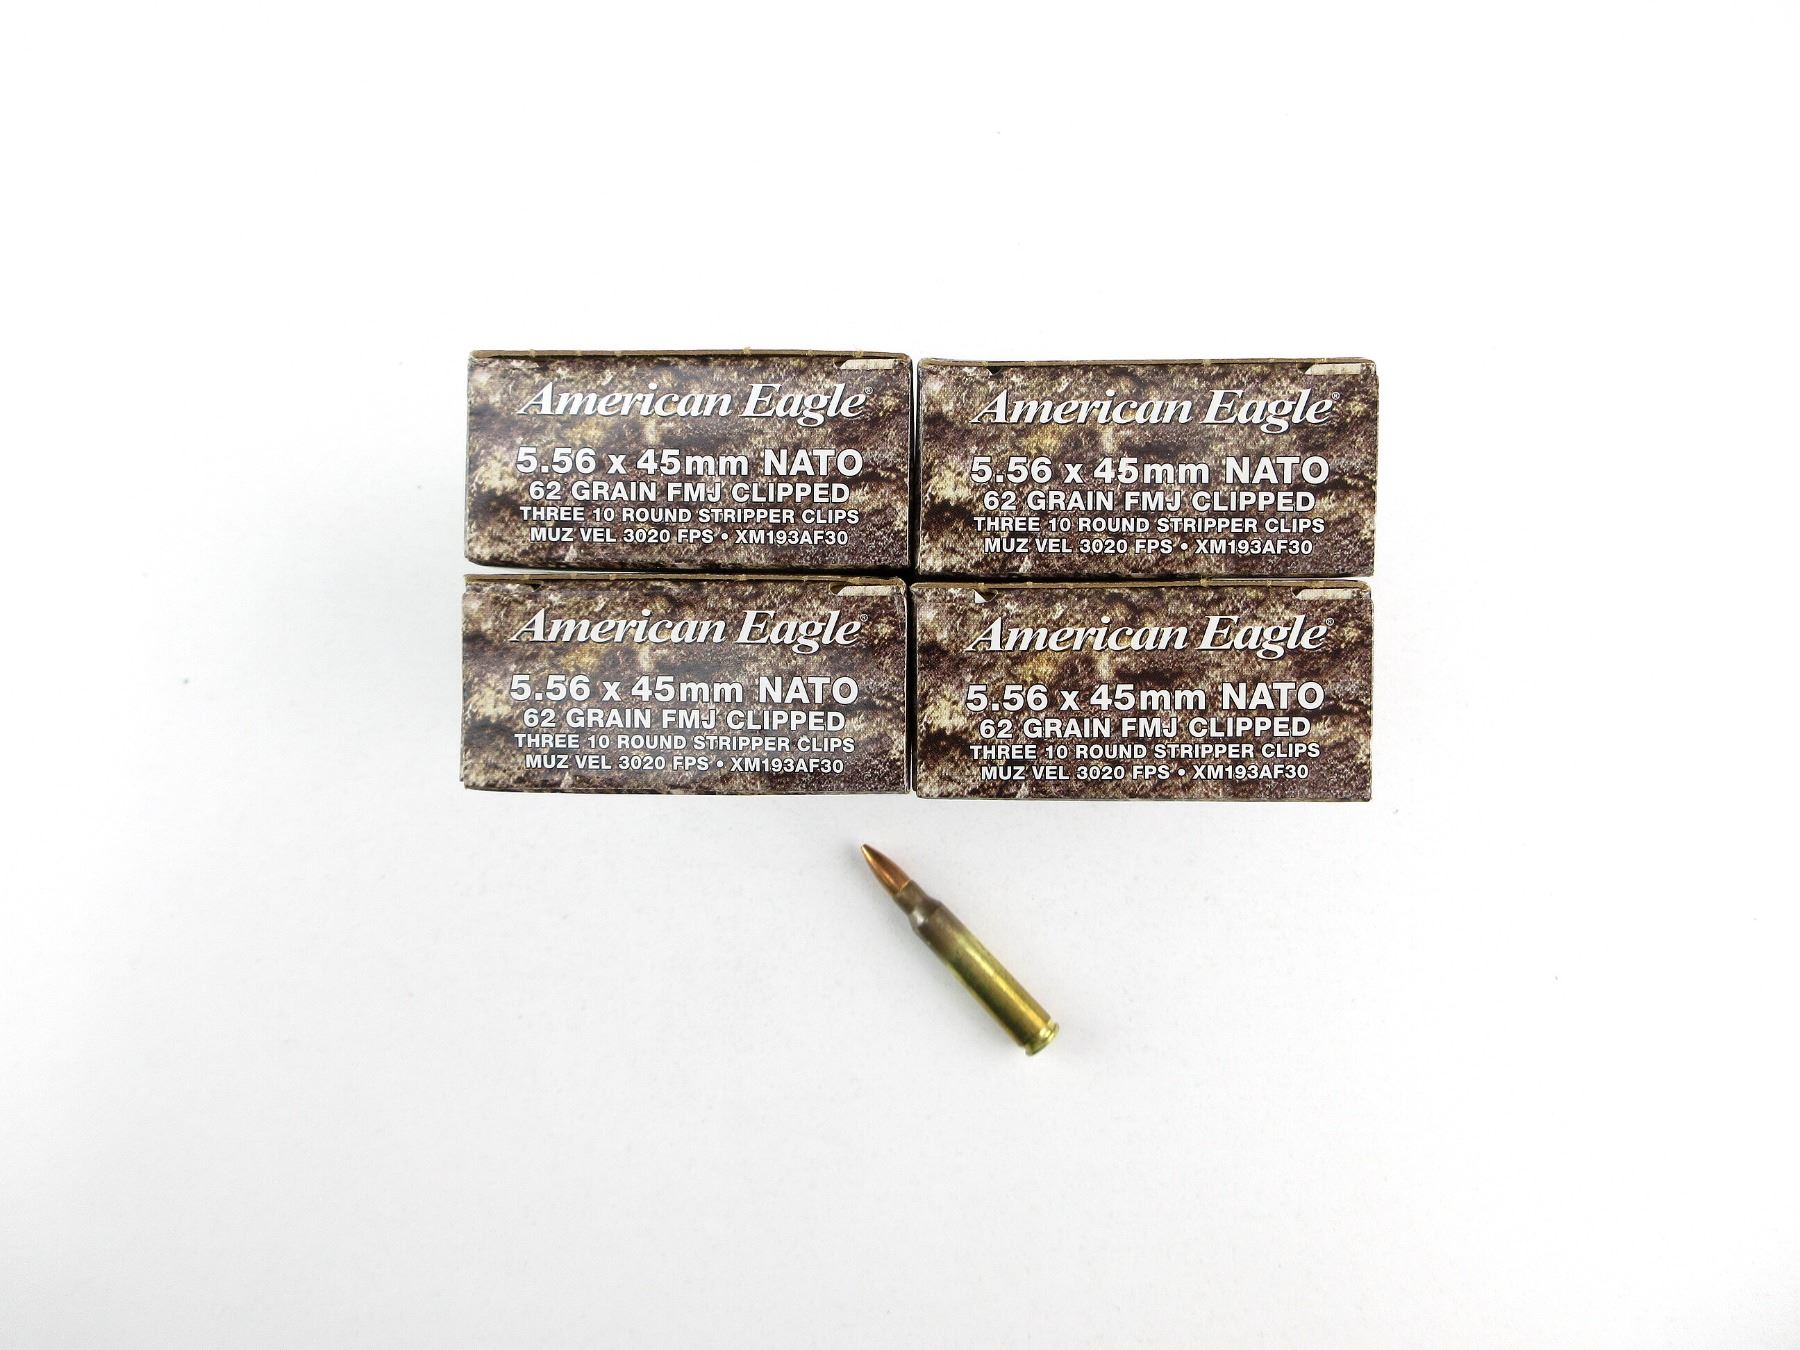 American Eagle®
5.56 x 45mm NATO
62 GRAIN FMJ CLIPPED
THREE 10 ROUND STRIPPER CLIPS
MUZ VEL 3020 FPS • XM193AF30
American Eagle®
5.56 x 45mm NATO
62 GRAIN FMJ CLIPPED
THREE 10 ROUND STRIPPER CLIPS
MUZ VEL 3020 FPS • XM193AF30
American Eagle®
5.56 x 45mm NATO
62 GRAIN FMJ CLIPPED
THREE 10 ROUND STRIPPER CLIPS
MUZ VEL 3020 FPS • XM193AF30
American Eagle®
5.56 x 45mm NATO
62 GRAIN FMJ CLIPPED
THREE 10 ROUND STRIPPER CLIPS
MUZ VEL 3020 FPS • XM193AF30